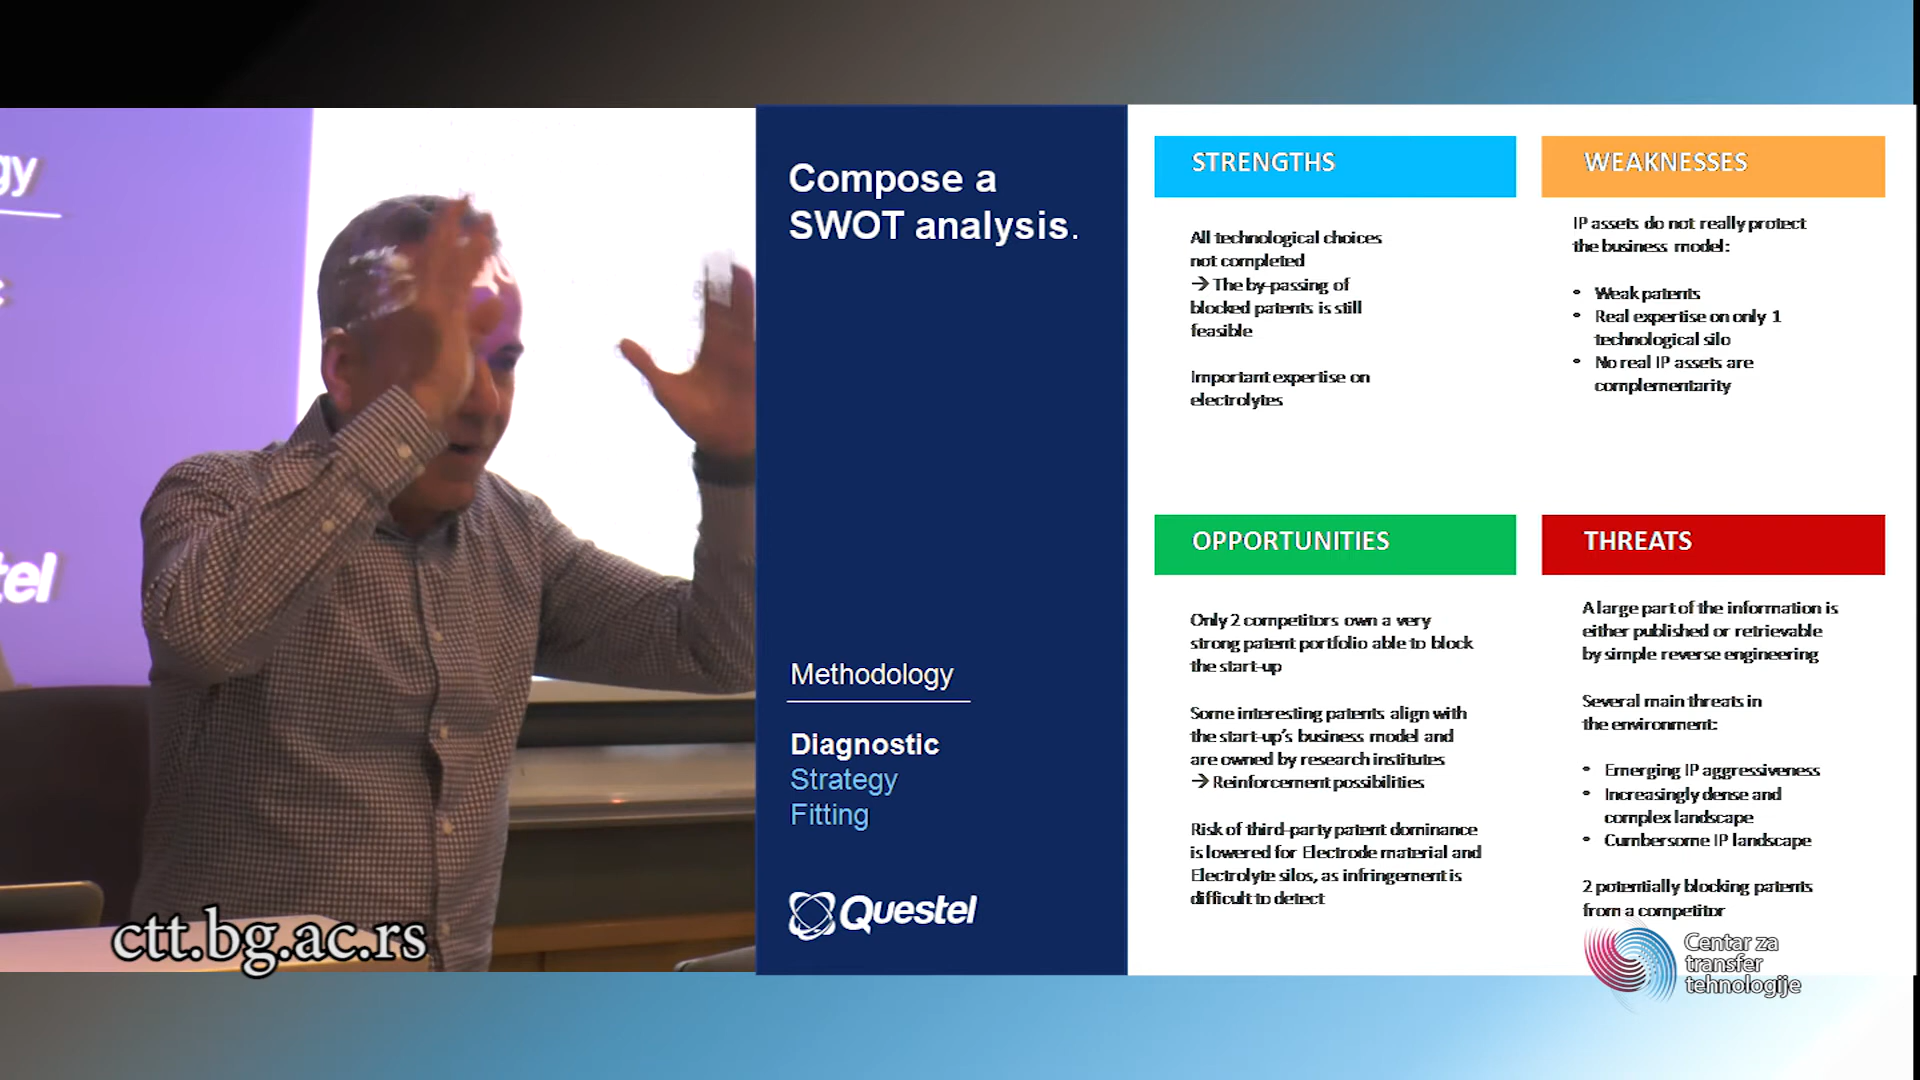 gy
tel
ctt.bg.ac.rs
Compose a
SWOT analysis.
Methodology
Diagnostic
Strategy
Fitting
Questel
STRENGTHS
All technological choices
not completed
→ The by-passing of
blocked patents is still
feasible
Important expertise on
electrolytes
WEAKNESSES
IP assets do not really protect
the business model:
• Weak patents
• Real expertise on only 1
technological silo
• No real IP assets are
complementarity
OPPORTUNITIES
Only 2 competitors own a very
strong patent portfolio able to block
the start-up
Some interesting patents align with
the start-up's business model and
are owned by research institutes
→ Reinforcement possibilities
Risk of third-party patent dominance
is lowered for Electrode material and
Electrolyte silos, as infringement is
difficult to detect
THREATS
A large part of the information is
either published or retrievable
by simple reverse engineering
Several main threats in
the environment:
• Emerging IP aggressiveness
• Increasingly dense and
complex landscape
• Cumbersome IP landscape
2 potentially blocking patents
from a competitor
Centar za
transfer
tehnologije